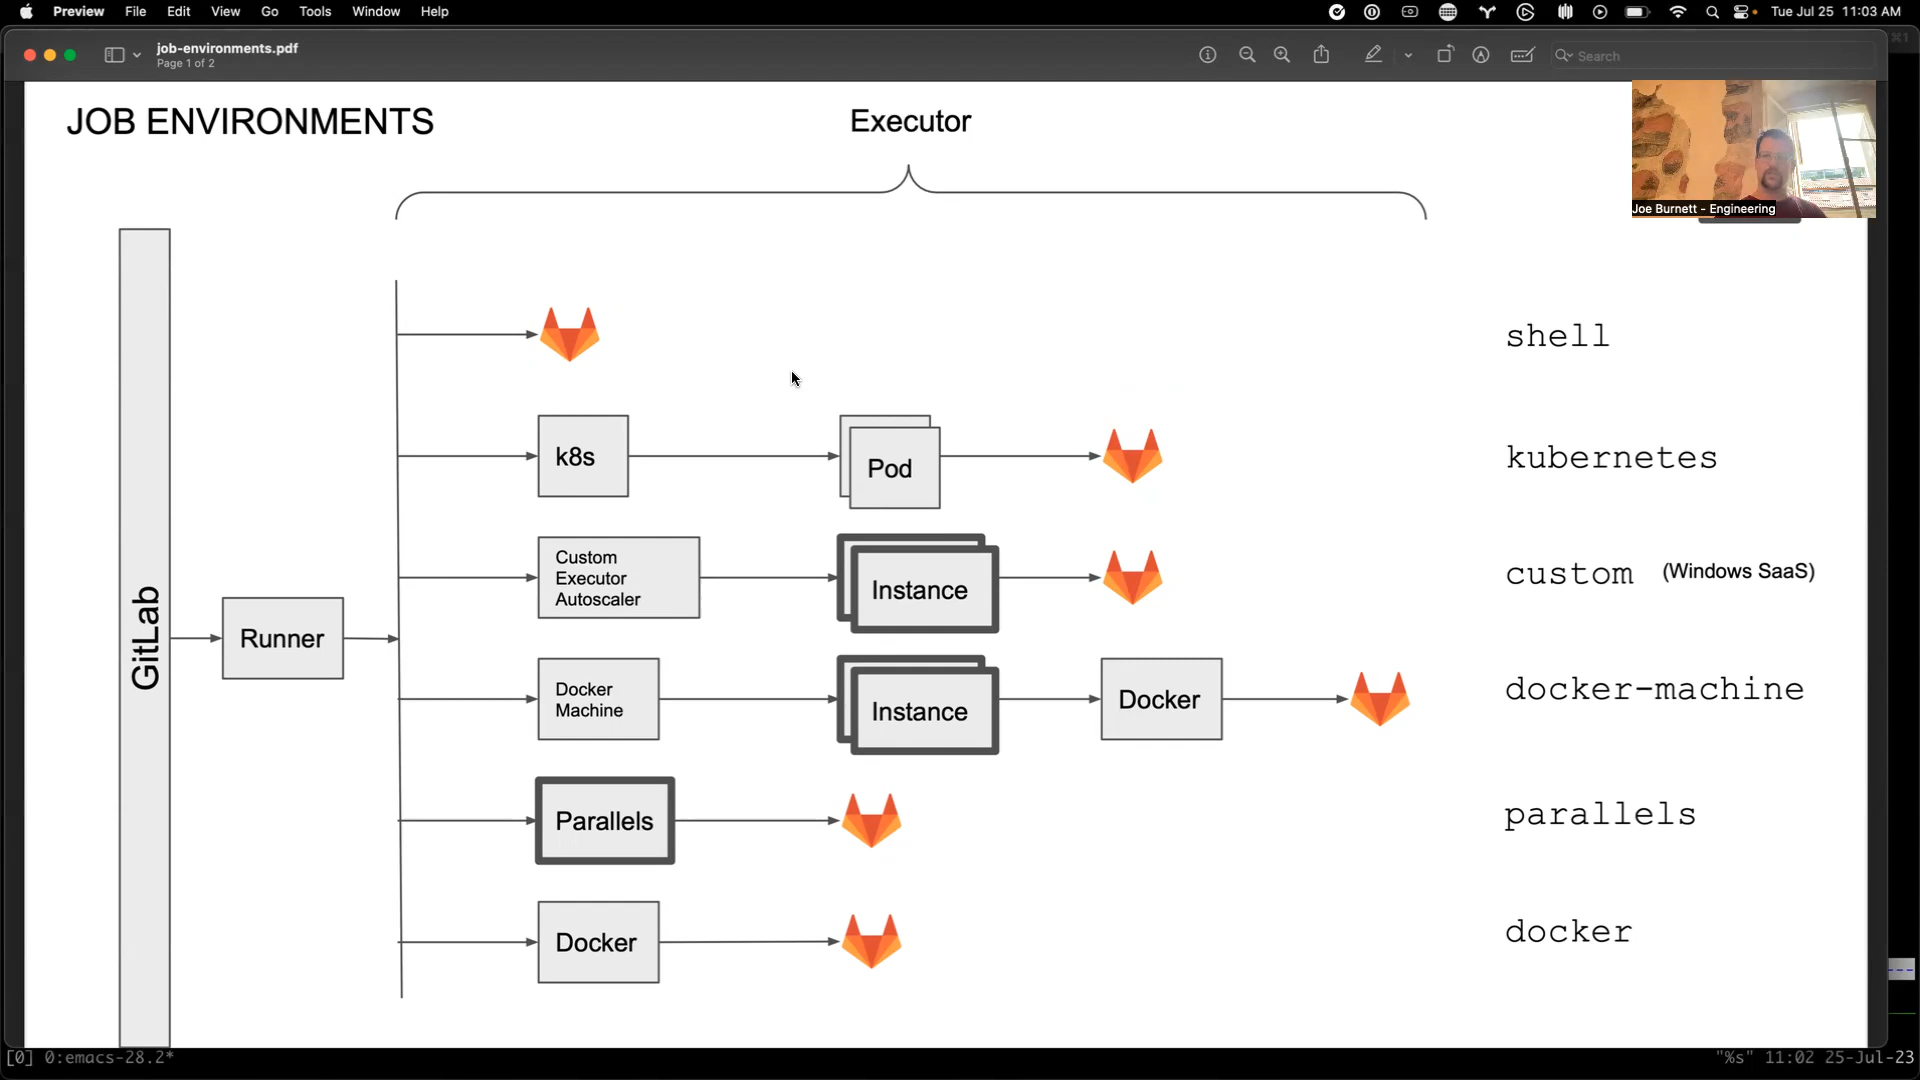 Preview File Edit View Go Tools Window Help Tue Jul 25 11:03 AM
job-environments.pdf
Page 1 of 2
Search
⌘1
JOB ENVIRONMENTS
Executor
Joe Burnett - Engineering
shell
k8s
Pod
kubernetes
Custom
Executor
Autoscaler
Instance
custom (Windows SaaS)
GitLab
Runner
Docker
Machine
Instance
Docker
docker-machine
Parallels
parallels
Docker
docker
[0] 0:emacs-28.2* "%s" 11:02 25-Jul-23